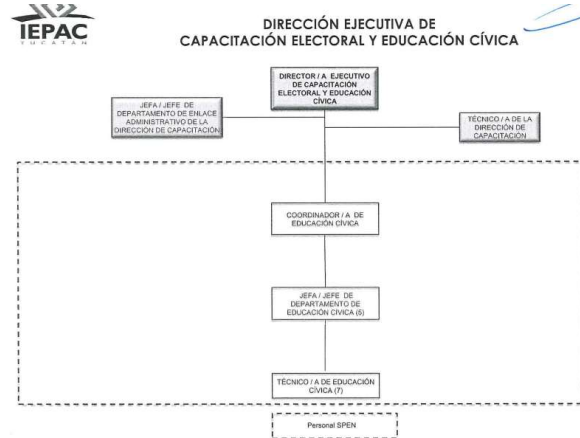 IEPAC
YUCATÁN
DIRECCIÓN EJECUTIVA DE
CAPACITACIÓN ELECTORAL Y EDUCACIÓN CÍVICA
DIRECTOR / A EJECUTIVO
DE CAPACITACIÓN
ELECTORAL Y EDUCACIÓN
CÍVICA
JEFA / JEFE DE
DEPARTAMENTO DE ENLACE
ADMINISTRATIVO DE LA
DIRECCIÓN DE CAPACITACIÓN
TÉCNICO / A DE LA
DIRECCIÓN DE
CAPACITACIÓN
COORDINADOR / A DE
EDUCACIÓN CÍVICA
JEFA / JEFE DE
DEPARTAMENTO DE
EDUCACIÓN CÍVICA (5)
TÉCNICO / A DE EDUCACIÓN
CÍVICA (7)
Personal SPEN